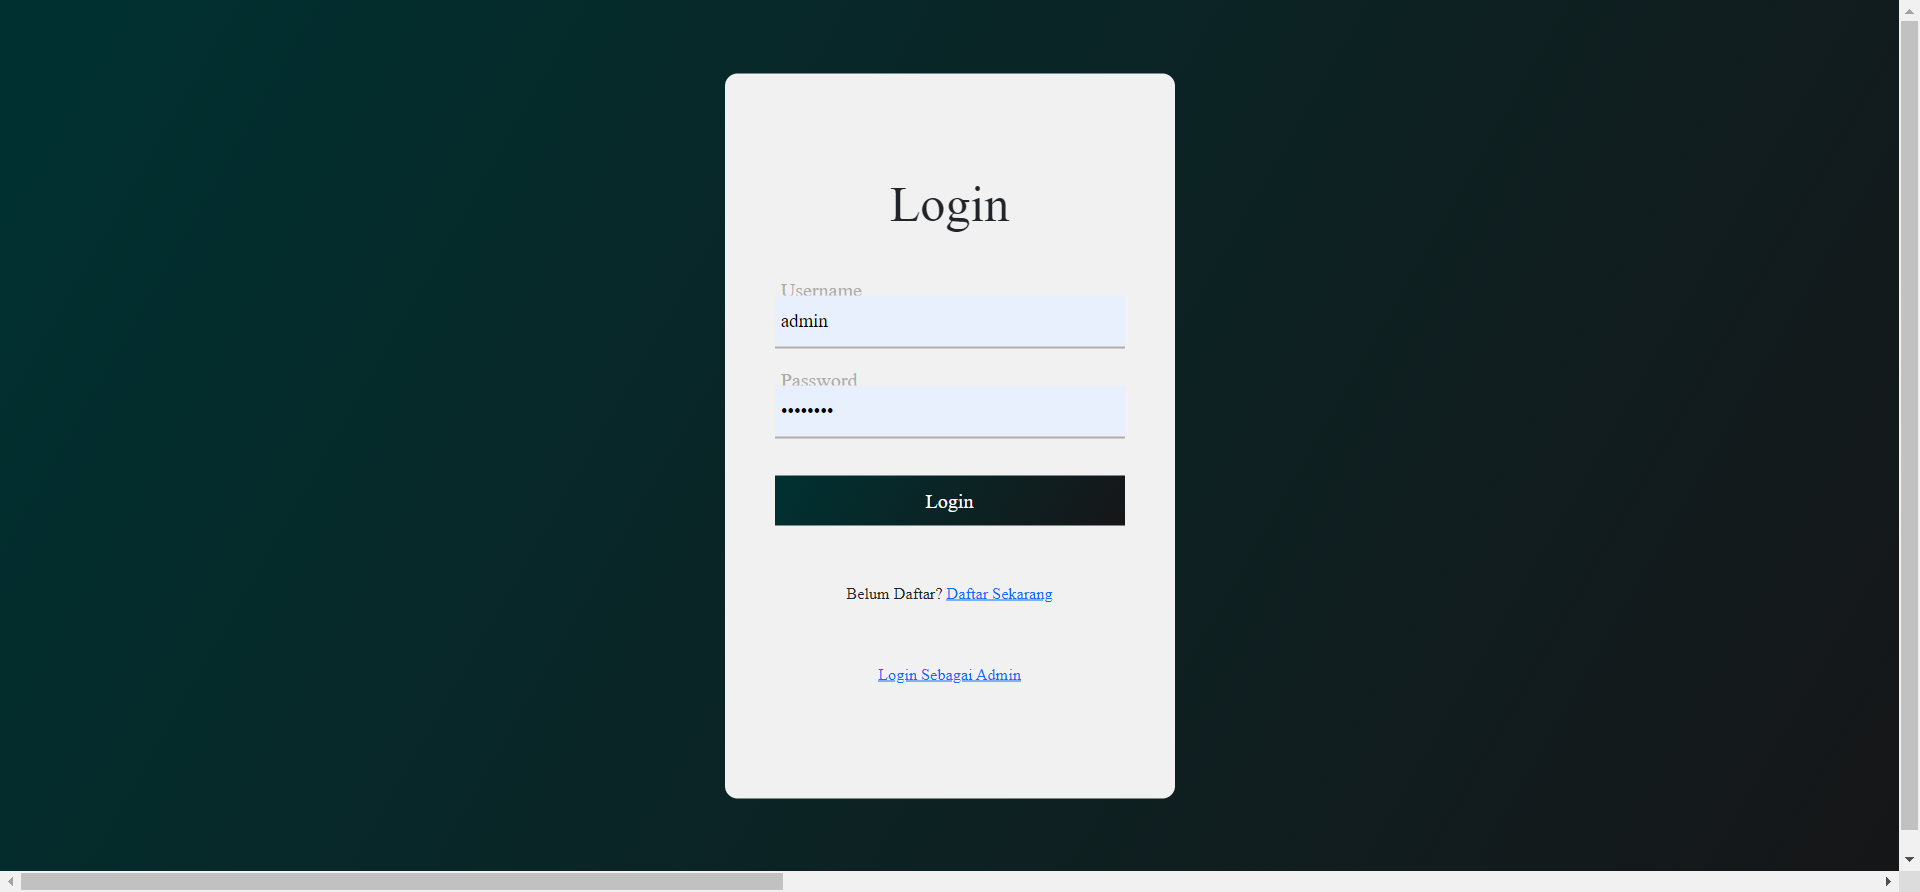 Login
Username
admin
Password
••••••••
Login
Belum Daftar? Daftar Sekarang
Login Sebagai Admin